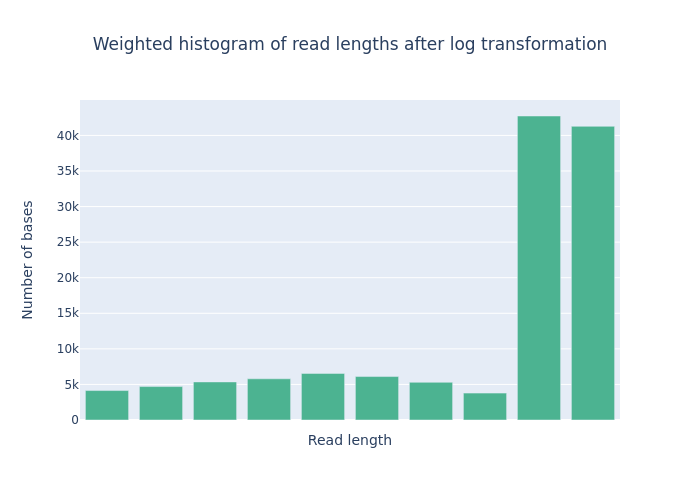 Weighted histogram of read lengths after log transformation
Number of bases
40k
35k
30k
25k
20k
15k
10k
5k
0
Read length